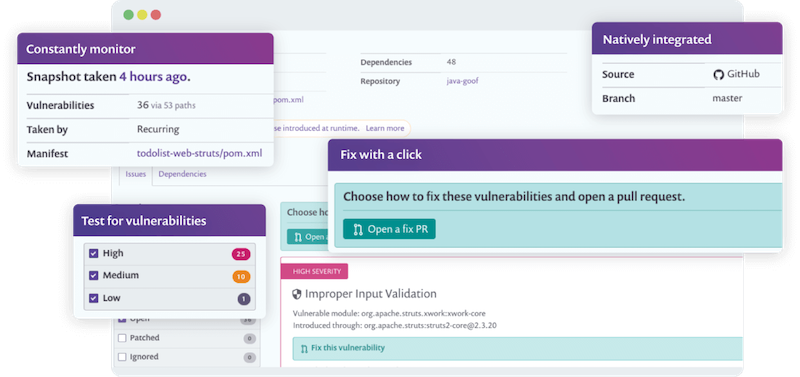 Constantly monitor
Snapshot taken 4 hours ago.
Vulnerabilities 36 via 53 paths
Taken by Recurring
Manifest todolist-web-struts/pom.xml
Dependencies 48
Repository java-goof
pom.xml
introduced at runtime. Learn more
Natively integrated
Source GitHub
Branch master
Fix with a click
Choose how to fix these vulnerabilities and open a pull request.
Open a fix PR
Issues Dependencies
Test for vulnerabilities
High 25
Medium 10
Low 1
Open
Patched 0
Ignored 0
Choose
Open
HIGH SEVERITY
Improper Input Validation
Vulnerable module: org.apache.struts.xwork:xwork-core
Introduced through: org.apache.struts:struts2-core@2.3.20
Fix this vulnerability